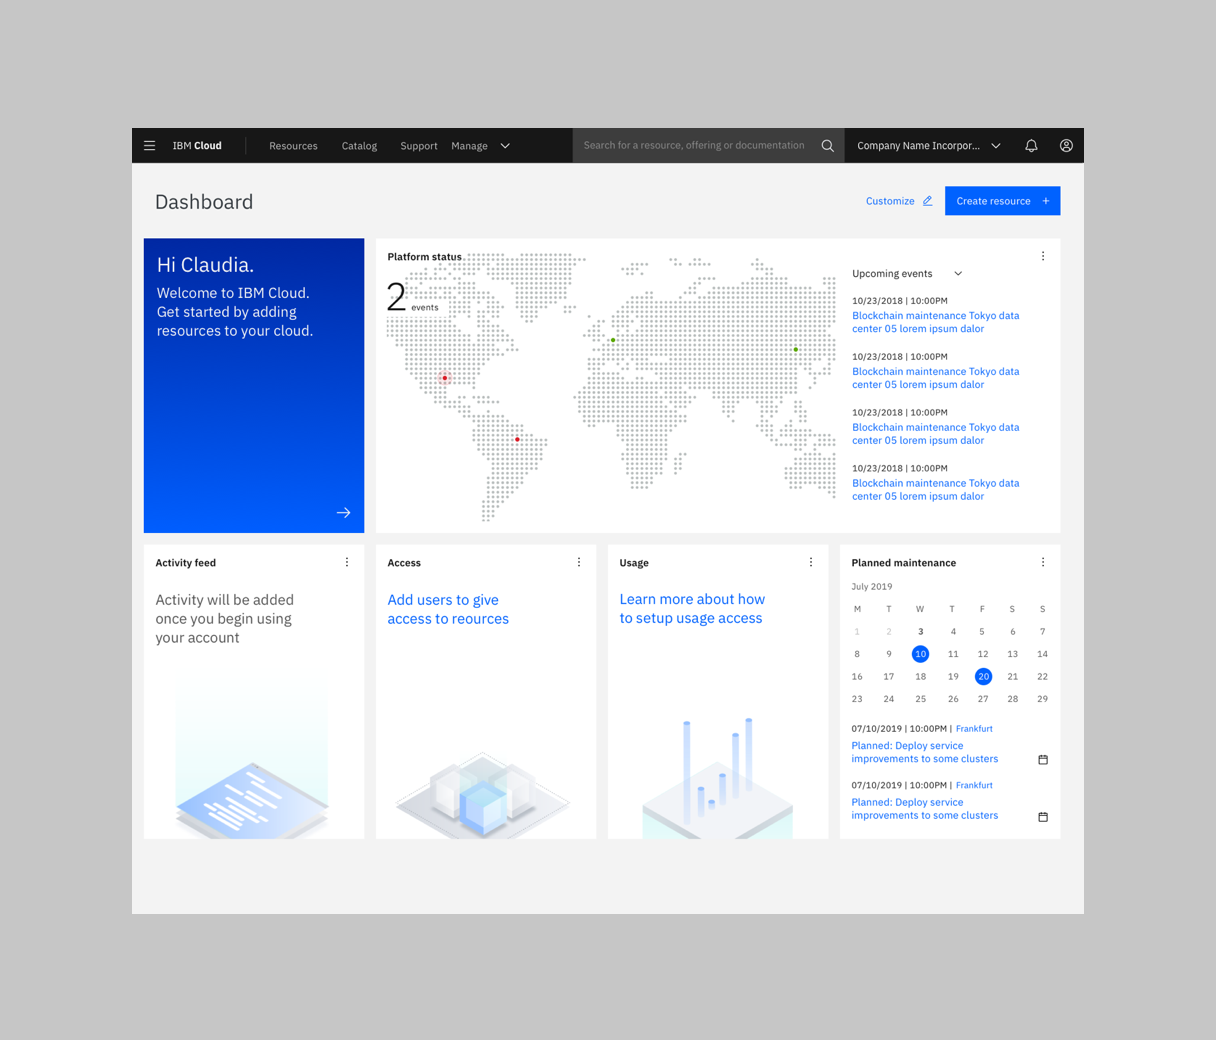 IBM Cloud
Resources
Catalog
Support
Manage
Search for a resource, offering or documentation
Company Name Incorpor...
Dashboard
Customize
Create resource +
Hi Claudia.
Welcome to IBM Cloud.
Get started by adding
resources to your cloud.
Platform status
2 events
Upcoming events
10/23/2018 | 10:00PM
Blockchain maintenance Tokyo data
center 05 lorem ipsum dalor
10/23/2018 | 10:00PM
Blockchain maintenance Tokyo data
center 05 lorem ipsum dalor
10/23/2018 | 10:00PM
Blockchain maintenance Tokyo data
center 05 lorem ipsum dalor
10/23/2018 | 10:00PM
Blockchain maintenance Tokyo data
center 05 lorem ipsum dalor
Activity feed
Activity will be added
once you begin using
your account
Access
Add users to give
access to reources
Usage
Learn more about how
to setup usage access
Planned maintenance
July 2019
M T W T F S S
1 2 3 4 5 6 7
8 9 10 11 12 13 14
16 17 18 19 20 21 22
23 24 25 26 27 28 29
07/10/2019 | 10:00PM | Frankfurt
Planned: Deploy service
improvements to some clusters
07/10/2019 | 10:00PM | Frankfurt
Planned: Deploy service
improvements to some clusters